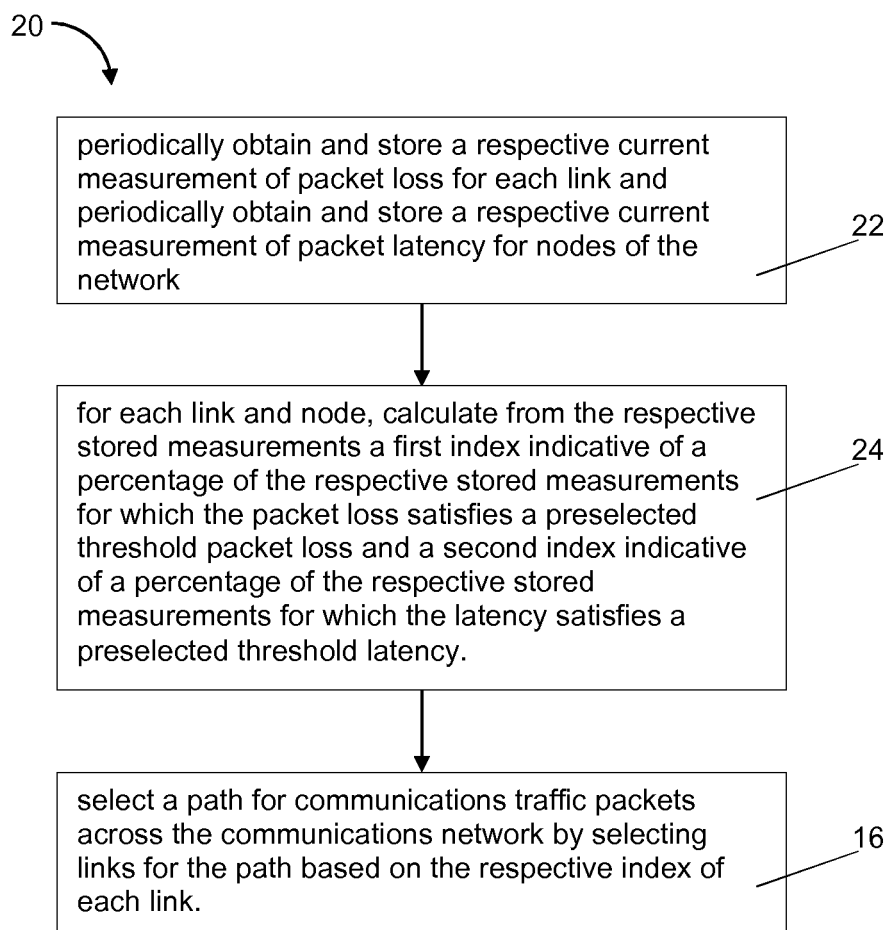 20
periodically obtain and store a respective current
measurement of packet loss for each link and
periodically obtain and store a respective current
measurement of packet latency for nodes of the
network
22
for each link and node, calculate from the respective
stored measurements a first index indicative of a
percentage of the respective stored measurements
for which the packet loss satisfies a preselected
threshold packet loss and a second index indicative
of a percentage of the respective stored
measurements for which the latency satisfies a
preselected threshold latency.
24
select a path for communications traffic packets
across the communications network by selecting
links for the path based on the respective index of
each link.
16